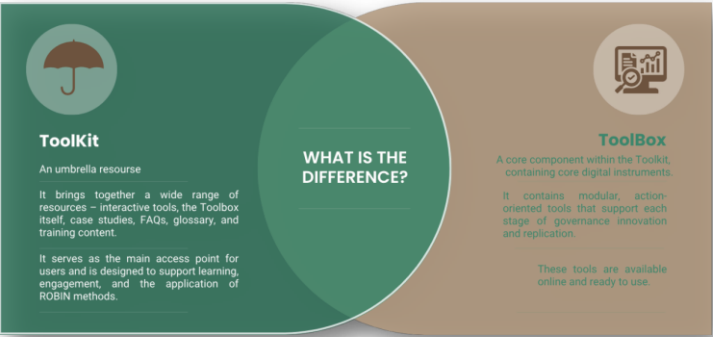 ToolKit
An umbrella resourse
It brings together a wide range of
resources – interactive tools, the Toolbox
itself, case studies, FAQs, glossary, and
training content.
It serves as the main access point for
users and is designed to support learning,
engagement, and the application of
ROBIN methods.
WHAT IS THE
DIFFERENCE?
ToolBox
A core component within the Toolkit,
containing core digital instruments.
It contains modular, action-
oriented tools that support each
stage of governance innovation
and replication.
These tools are available
online and ready to use.